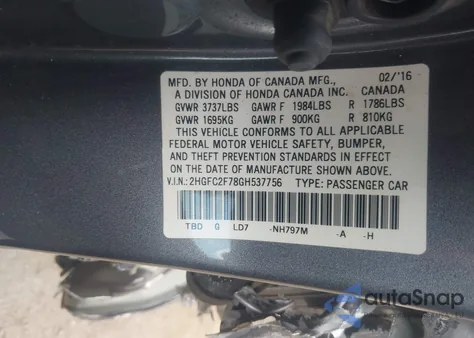 MFD. BY HONDA OF CANADA MFG., 02/'16
A DIVISION OF HONDA CANADA INC. CANADA
GVWR 3737LBS GAWR F 1984LBS R 1786LBS
GVWR 1695KG GAWR F 900KG R 810KG
THIS VEHICLE CONFORMS TO ALL APPLICABLE
FEDERAL MOTOR VEHICLE SAFETY, BUMPER,
AND THEFT PREVENTION STANDARDS IN EFFECT
ON THE DATE OF MANUFACTURE SHOWN ABOVE.
V.I.N.: 2HGFC2F78GH537756 TYPE: PASSENGER CAR
TBD G LD7 -NH797M -A -H
autoSnap